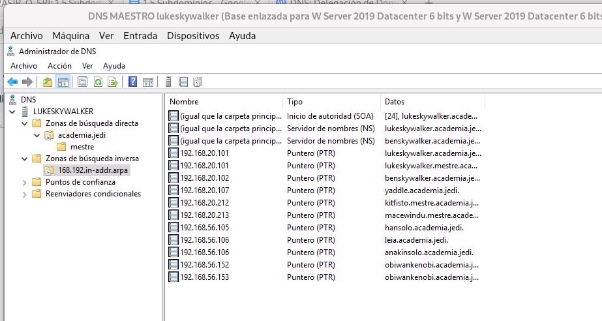 DNS MAESTRO lukeskywalker (Base enlazada para W Server 2019 Datacenter 6 bits y W Server 2019 Datacenter 6 bits
Archivo Máquina Ver Entrada Dispositivos Ayuda
Administrador de DNS
Archivo Acción Ver Ayuda
DNS
LUKESKYWALKER
Zonas de búsqueda directa
academia.jedi
mestre
Zonas de búsqueda inversa
168.192.in-addr.arpa
Puntos de confianza
Reenviadores condicionales
Nombre Tipo Datos
(igual que la carpeta princip... Inicio de autoridad (SOA) [24], lukeskywalker.acade...
(igual que la carpeta princip... Servidor de nombres (NS) lukeskywalker.academia.je...
(igual que la carpeta princip... Servidor de nombres (NS) benskywalker.academia.je...
192.168.20.101 Puntero (PTR) lukeskywalker.academia.j...
192.168.20.101 Puntero (PTR) lukeskywalker.mestre.aca...
192.168.20.102 Puntero (PTR) benskywalker.academia.j...
192.168.20.107 Puntero (PTR) yaddle.academia.jedi.
192.168.20.212 Puntero (PTR) kitfisto.mestre.academia.j...
192.168.20.213 Puntero (PTR) macewindu.mestre.acade...
192.168.56.105 Puntero (PTR) hansolo.academia.jedi.
192.168.56.106 Puntero (PTR) leia.academia.jedi.
192.168.56.106 Puntero (PTR) anakinsolo.academia.jedi.
192.168.56.152 Puntero (PTR) obiwankenobi.academia.j...
192.168.56.153 Puntero (PTR) obiwankenobi.academia.j...